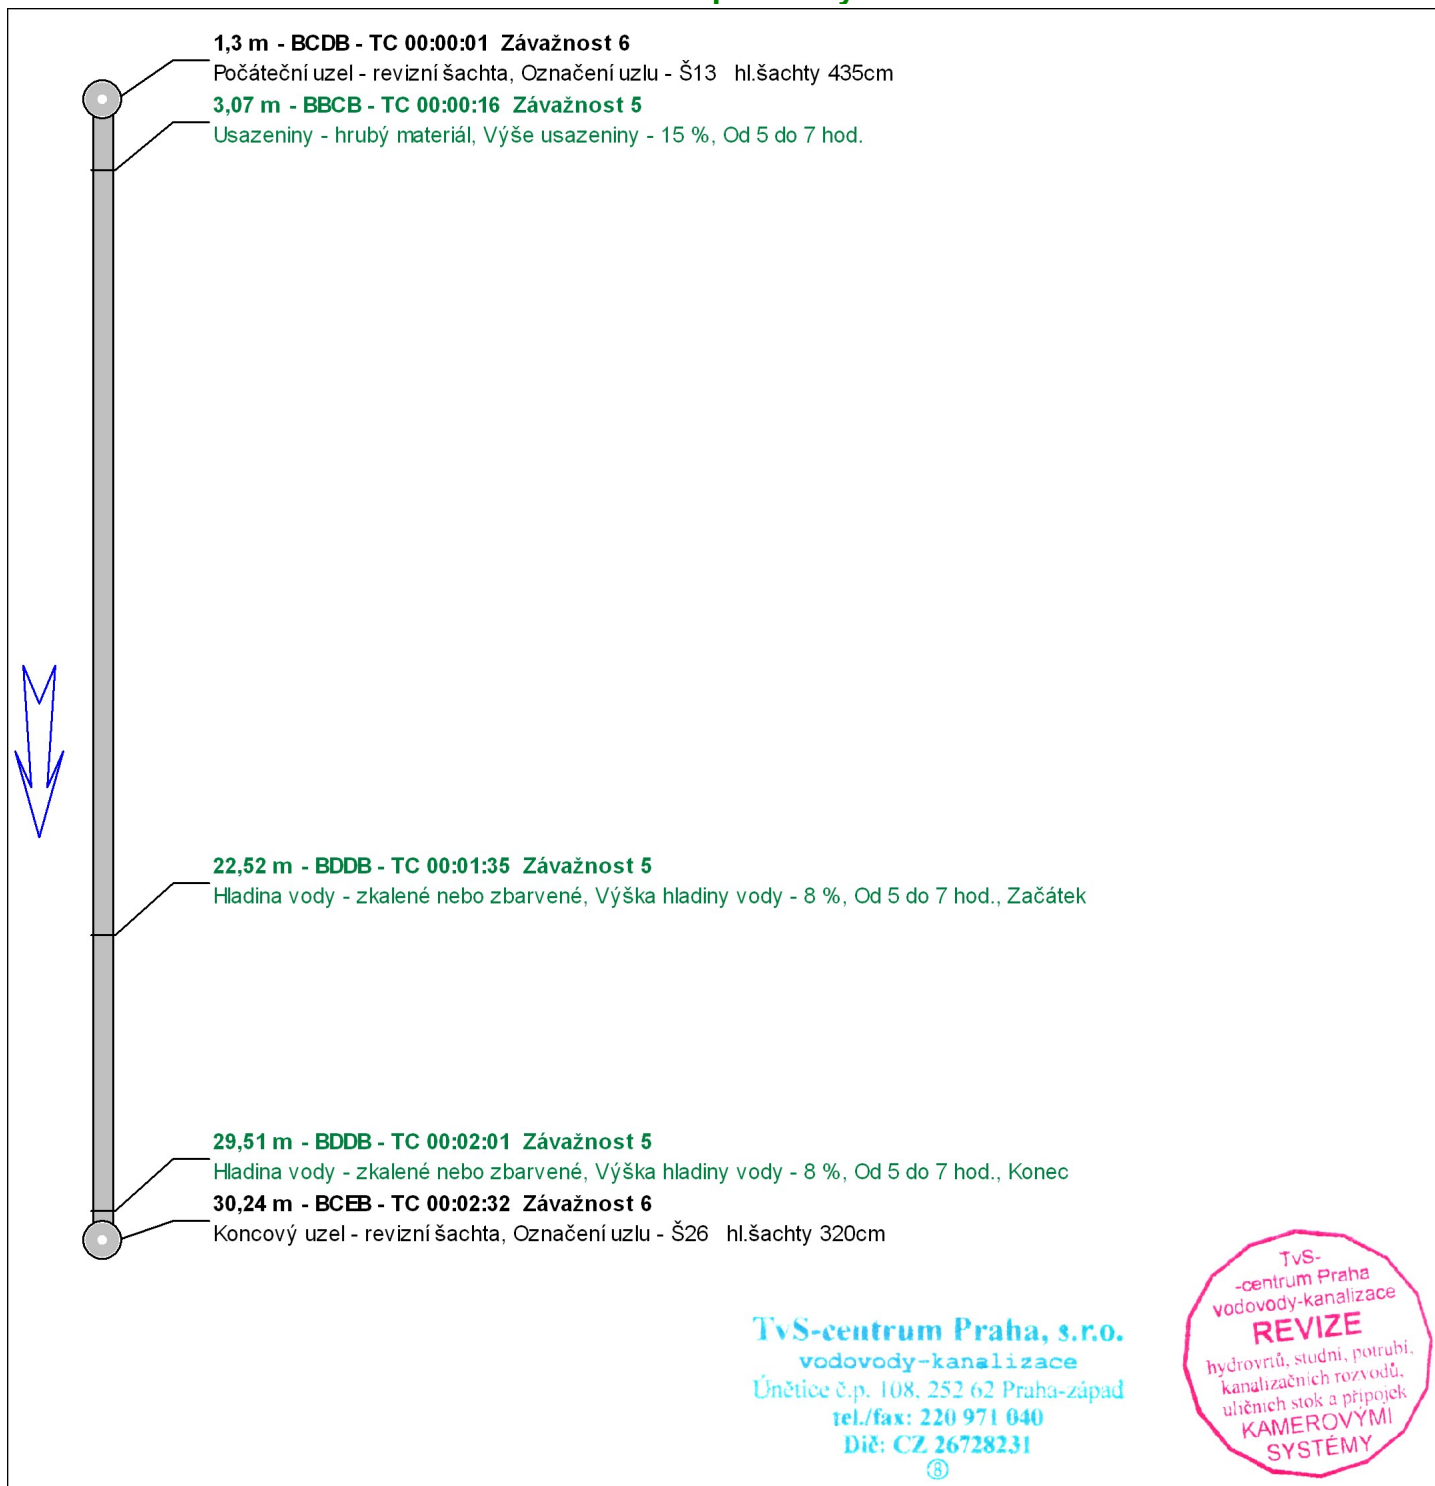 1,3 m - BCDB - TC 00:00:01 Závažnost 6
Počáteční uzel - revizní šachta, Označení uzlu - Š13 hl.šachty 435cm
3,07 m - BBCB - TC 00:00:16 Závažnost 5
Usazeniny - hrubý materiál, Výše usazeniny - 15 %, Od 5 do 7 hod.
22,52 m - BDDB - TC 00:01:35 Závažnost 5
Hladina vody - zkalené nebo zbarvené, Výška hladiny vody - 8 %, Od 5 do 7 hod., Začátek
29,51 m - BDDB - TC 00:02:01 Závažnost 5
Hladina vody - zkalené nebo zbarvené, Výška hladiny vody - 8 %, Od 5 do 7 hod., Konec
30,24 m - BCEB - TC 00:02:32 Závažnost 6
Koncový uzel - revizní šachta, Označení uzlu - Š26 hl.šachty 320cm
TvS-centrum Praha, s.r.o.
vodovody-kanalizace
Únětice č.p. 108, 252 62 Praha-západ
tel./fax: 220 971 040
Dič: CZ 26728231
⑧
TvS-
-centrum Praha
vodovody-kanalizace
REVIZE
hydrovrtů, studní, potrubí,
kanalizačních rozvodů,
uličních stok a přípojek
KAMEROVÝMI
SYSTÉMY